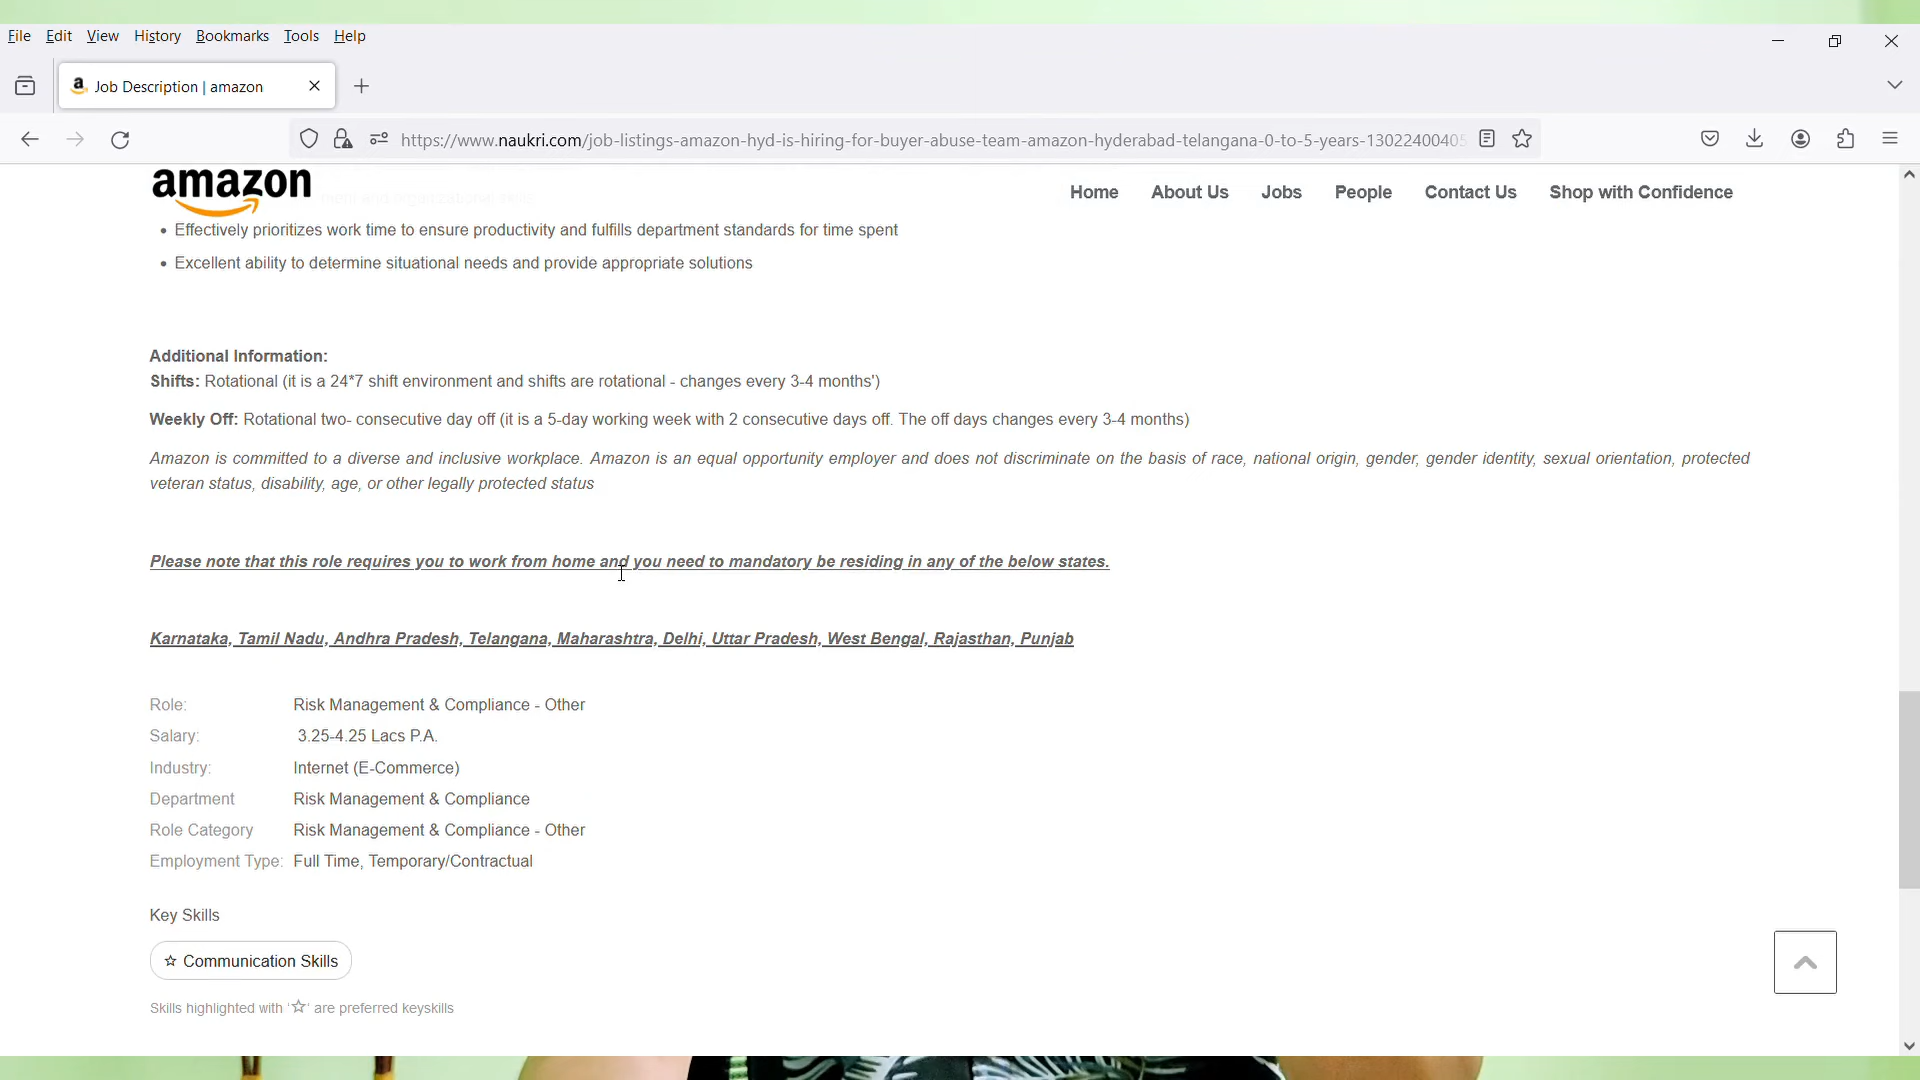 File Edit View History Bookmarks Tools Help
Job Description | amazon
https://www.naukri.com/job-listings-amazon-hyd-is-hiring-for-buyer-abuse-team-amazon-hyderabad-telangana-0-to-5-years-13022400405
amazon
Home About Us Jobs People Contact Us Shop with Confidence
• Effectively prioritizes work time to ensure productivity and fulfills department standards for time spent
• Excellent ability to determine situational needs and provide appropriate solutions
Additional Information:
Shifts: Rotational (it is a 24*7 shift environment and shifts are rotational - changes every 3-4 months')
Weekly Off: Rotational two- consecutive day off (it is a 5-day working week with 2 consecutive days off. The off days changes every 3-4 months)
Amazon is committed to a diverse and inclusive workplace. Amazon is an equal opportunity employer and does not discriminate on the basis of race, national origin, gender, gender identity, sexual orientation, protected
veteran status, disability, age, or other legally protected status
Please note that this role requires you to work from home and you need to mandatory be residing in any of the below states.
Karnataka, Tamil Nadu, Andhra Pradesh, Telangana, Maharashtra, Delhi, Uttar Pradesh, West Bengal, Rajasthan, Punjab
Role: Risk Management & Compliance - Other
Salary: 3.25-4.25 Lacs P.A.
Industry: Internet (E-Commerce)
Department Risk Management & Compliance
Role Category Risk Management & Compliance - Other
Employment Type: Full Time, Temporary/Contractual
Key Skills
☆ Communication Skills
Skills highlighted with '☆' are preferred keyskills